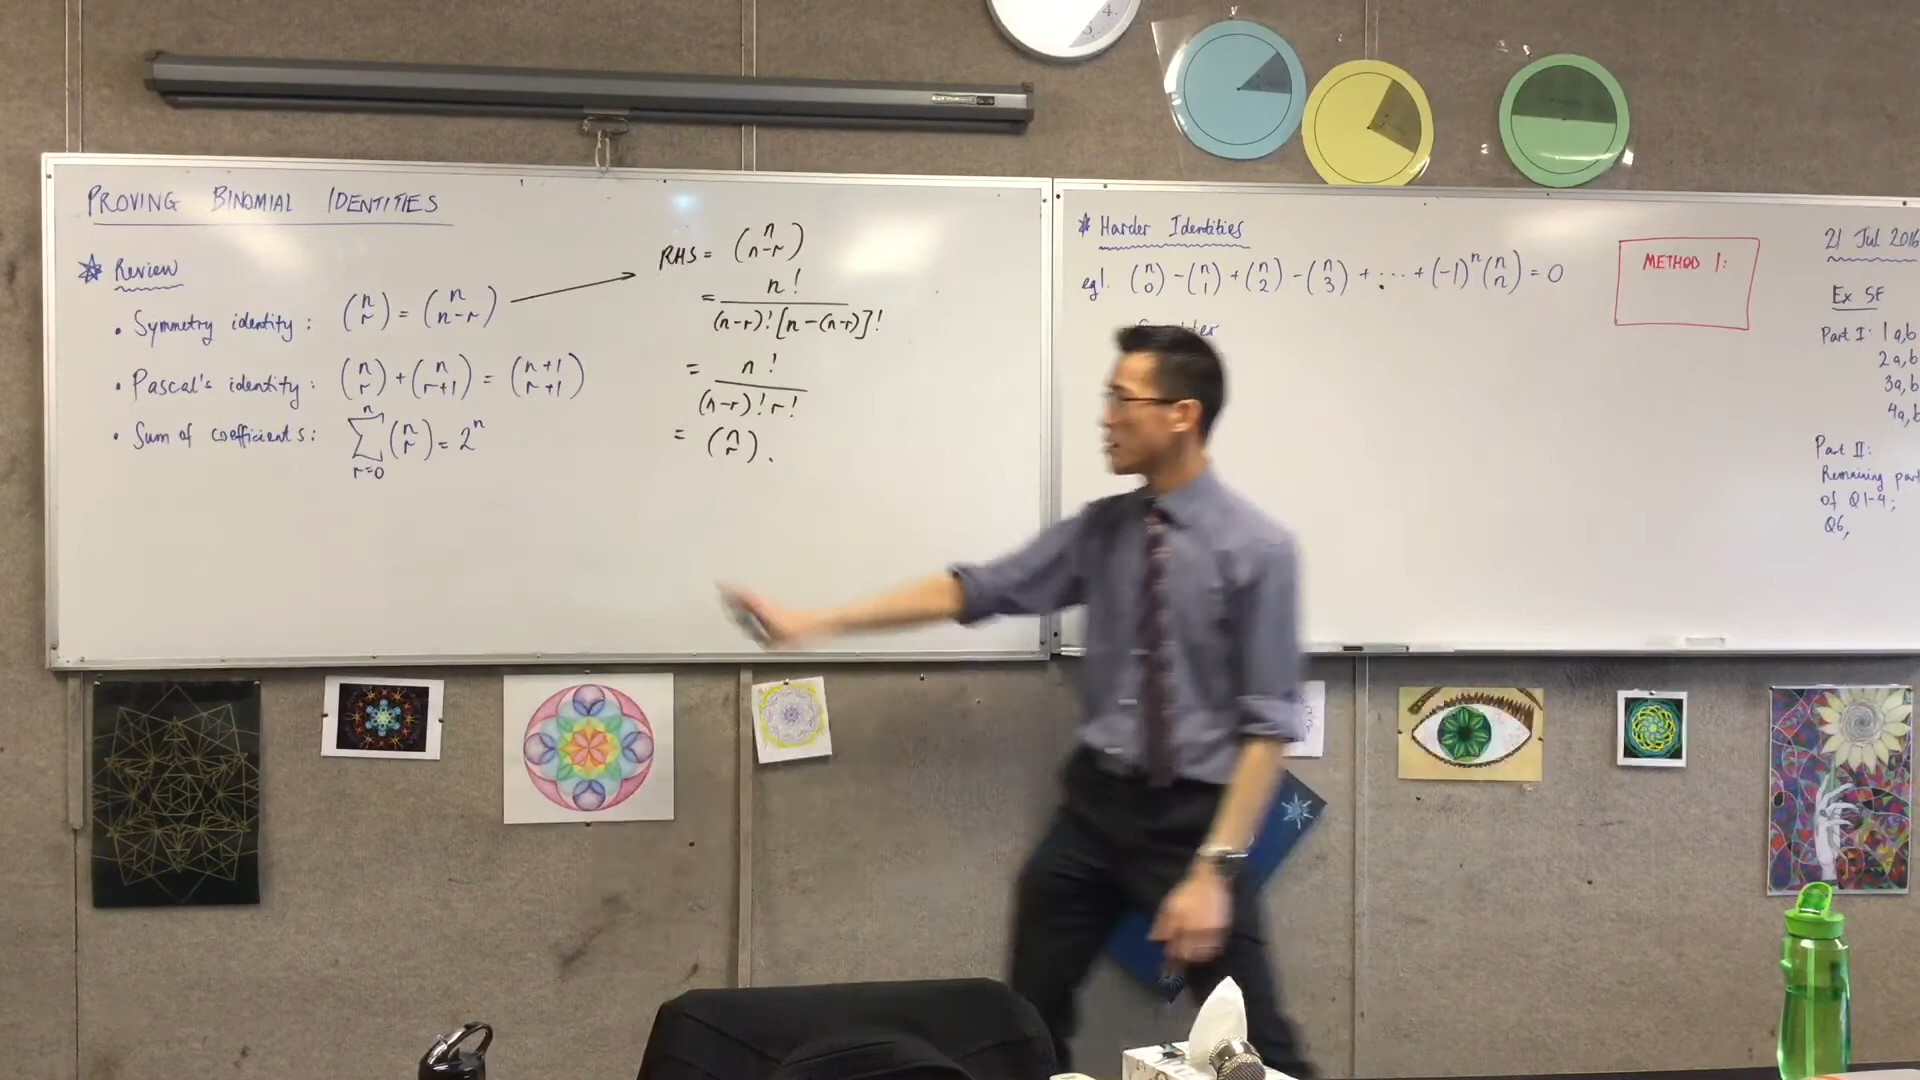 PROVING BINOMIAL IDENTITIES
Review
• Symmetry identity: (n r) = (n n-r)
• Pascal's identity: (n r) + (n r+1) = (n+1 r+1)
• Sum of coefficients: n ∑ r=0 (n r) = 2^n
RHS = (n n-r)
= n! / (n-r)! [n-(n-r)]!
= n! / (n-r)! r!
= (n r).
* Harder Identities
eg1. (n 0) - (n 1) + (n 2) - (n 3) + ... + (-1)^n (n n) = 0
METHOD 1:
21 Jul 2016
Ex 5F
Part I: 1a,b
2a,b
3a,b
4a,b
Part II:
Remaining part
of Q1-4;
Q6,